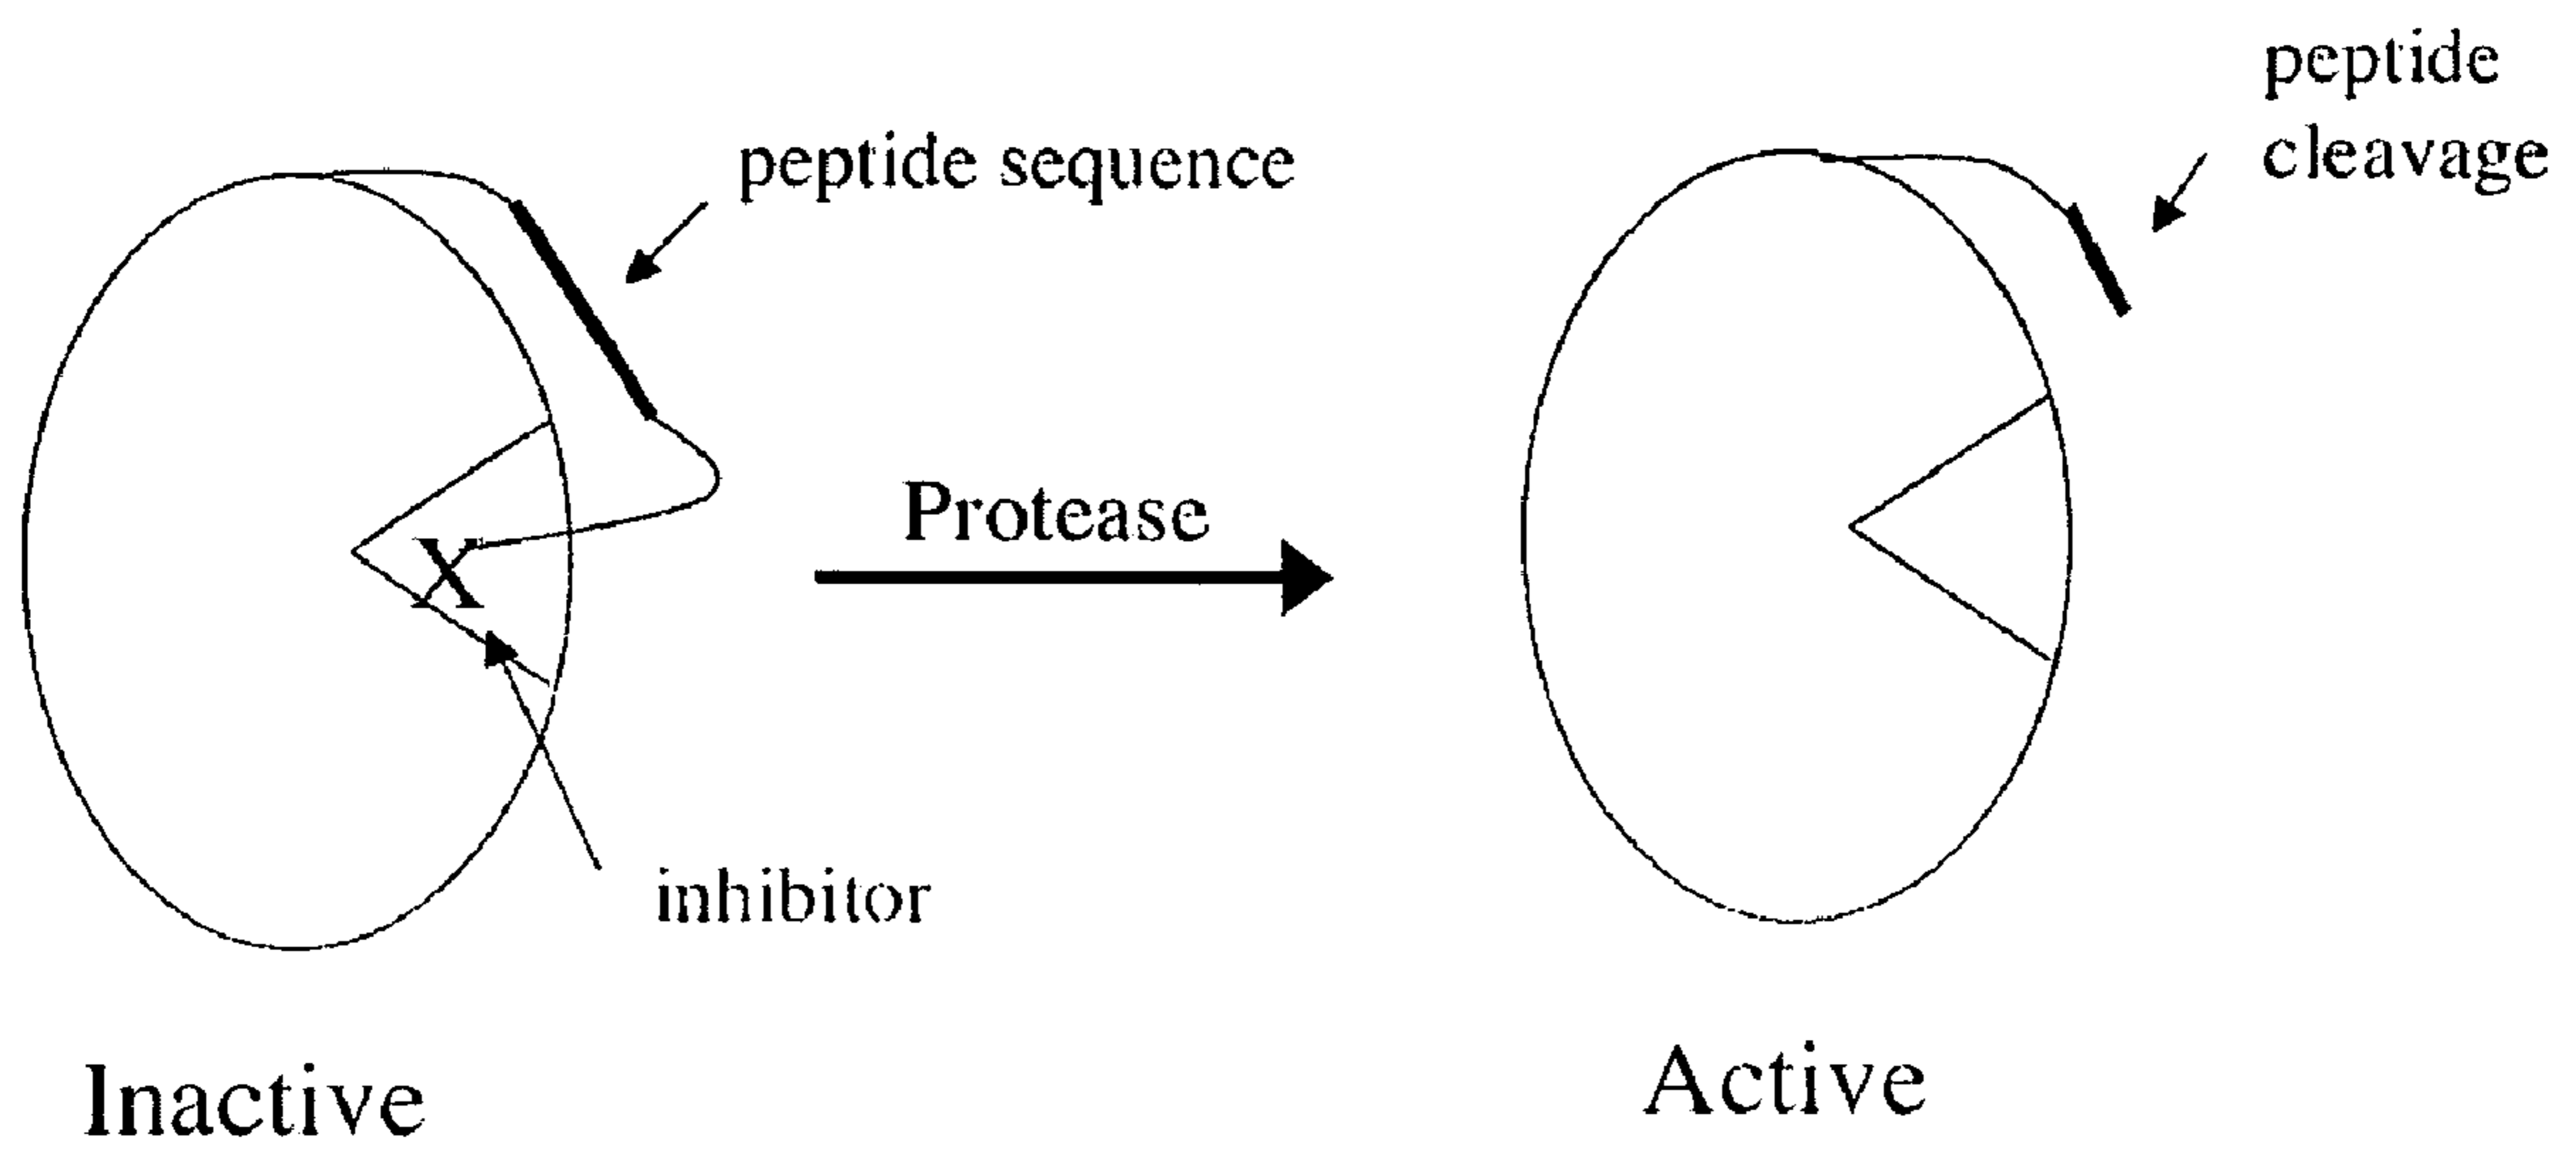 peptide sequence
peptide
cleavage
X
Protease
inhibitor
Inactive
Active